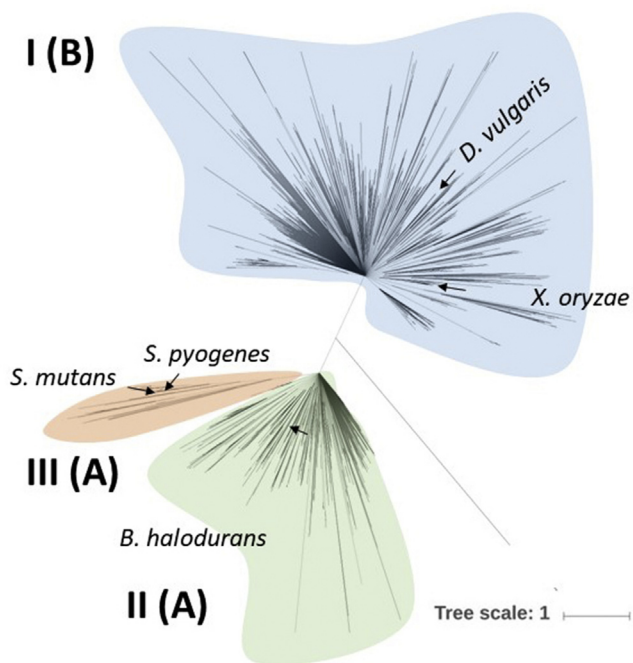 I (B)
D. vulgaris
X. oryzae
S. pyogenes
S. mutans
III (A)
B. halodurans
II (A)
Tree scale: 1